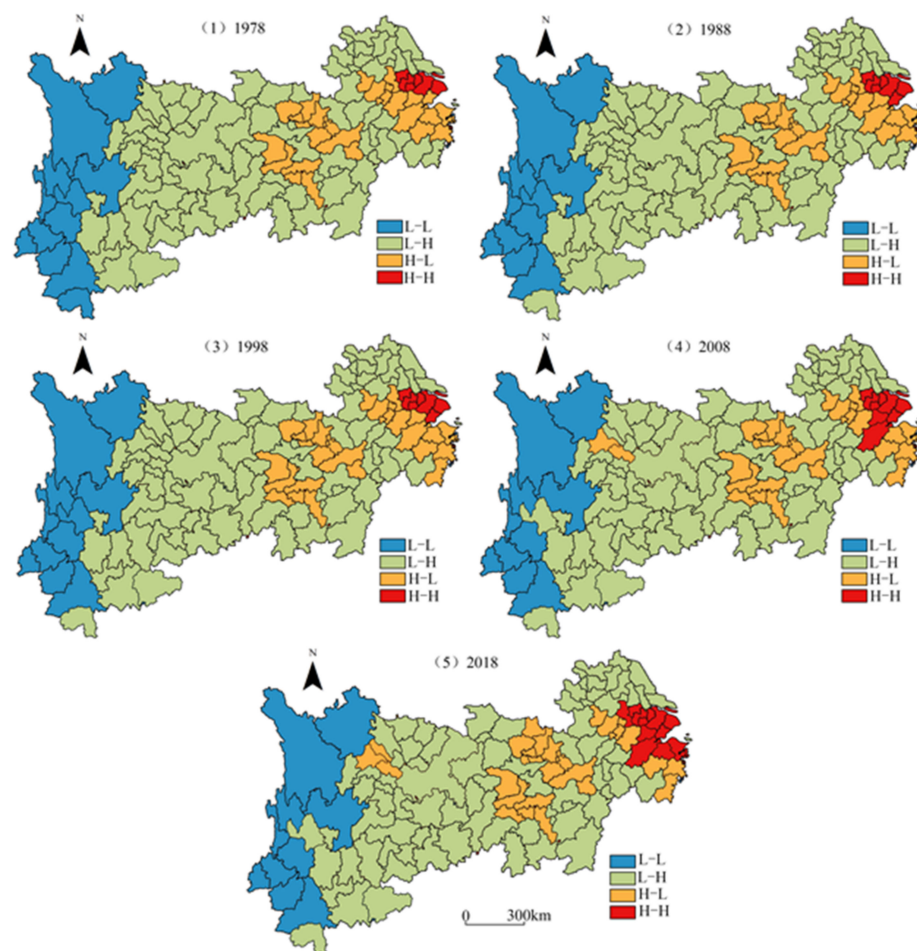 N
（1）1978
L-L
L-H
H-L
H-H
N
（2）1988
L-L
L-H
H-L
H-H
N
（3）1998
L-L
L-H
H-L
H-H
N
（4）2008
L-L
L-H
H-L
H-H
N
（5）2018
L-L
L-H
H-L
H-H
0 300km